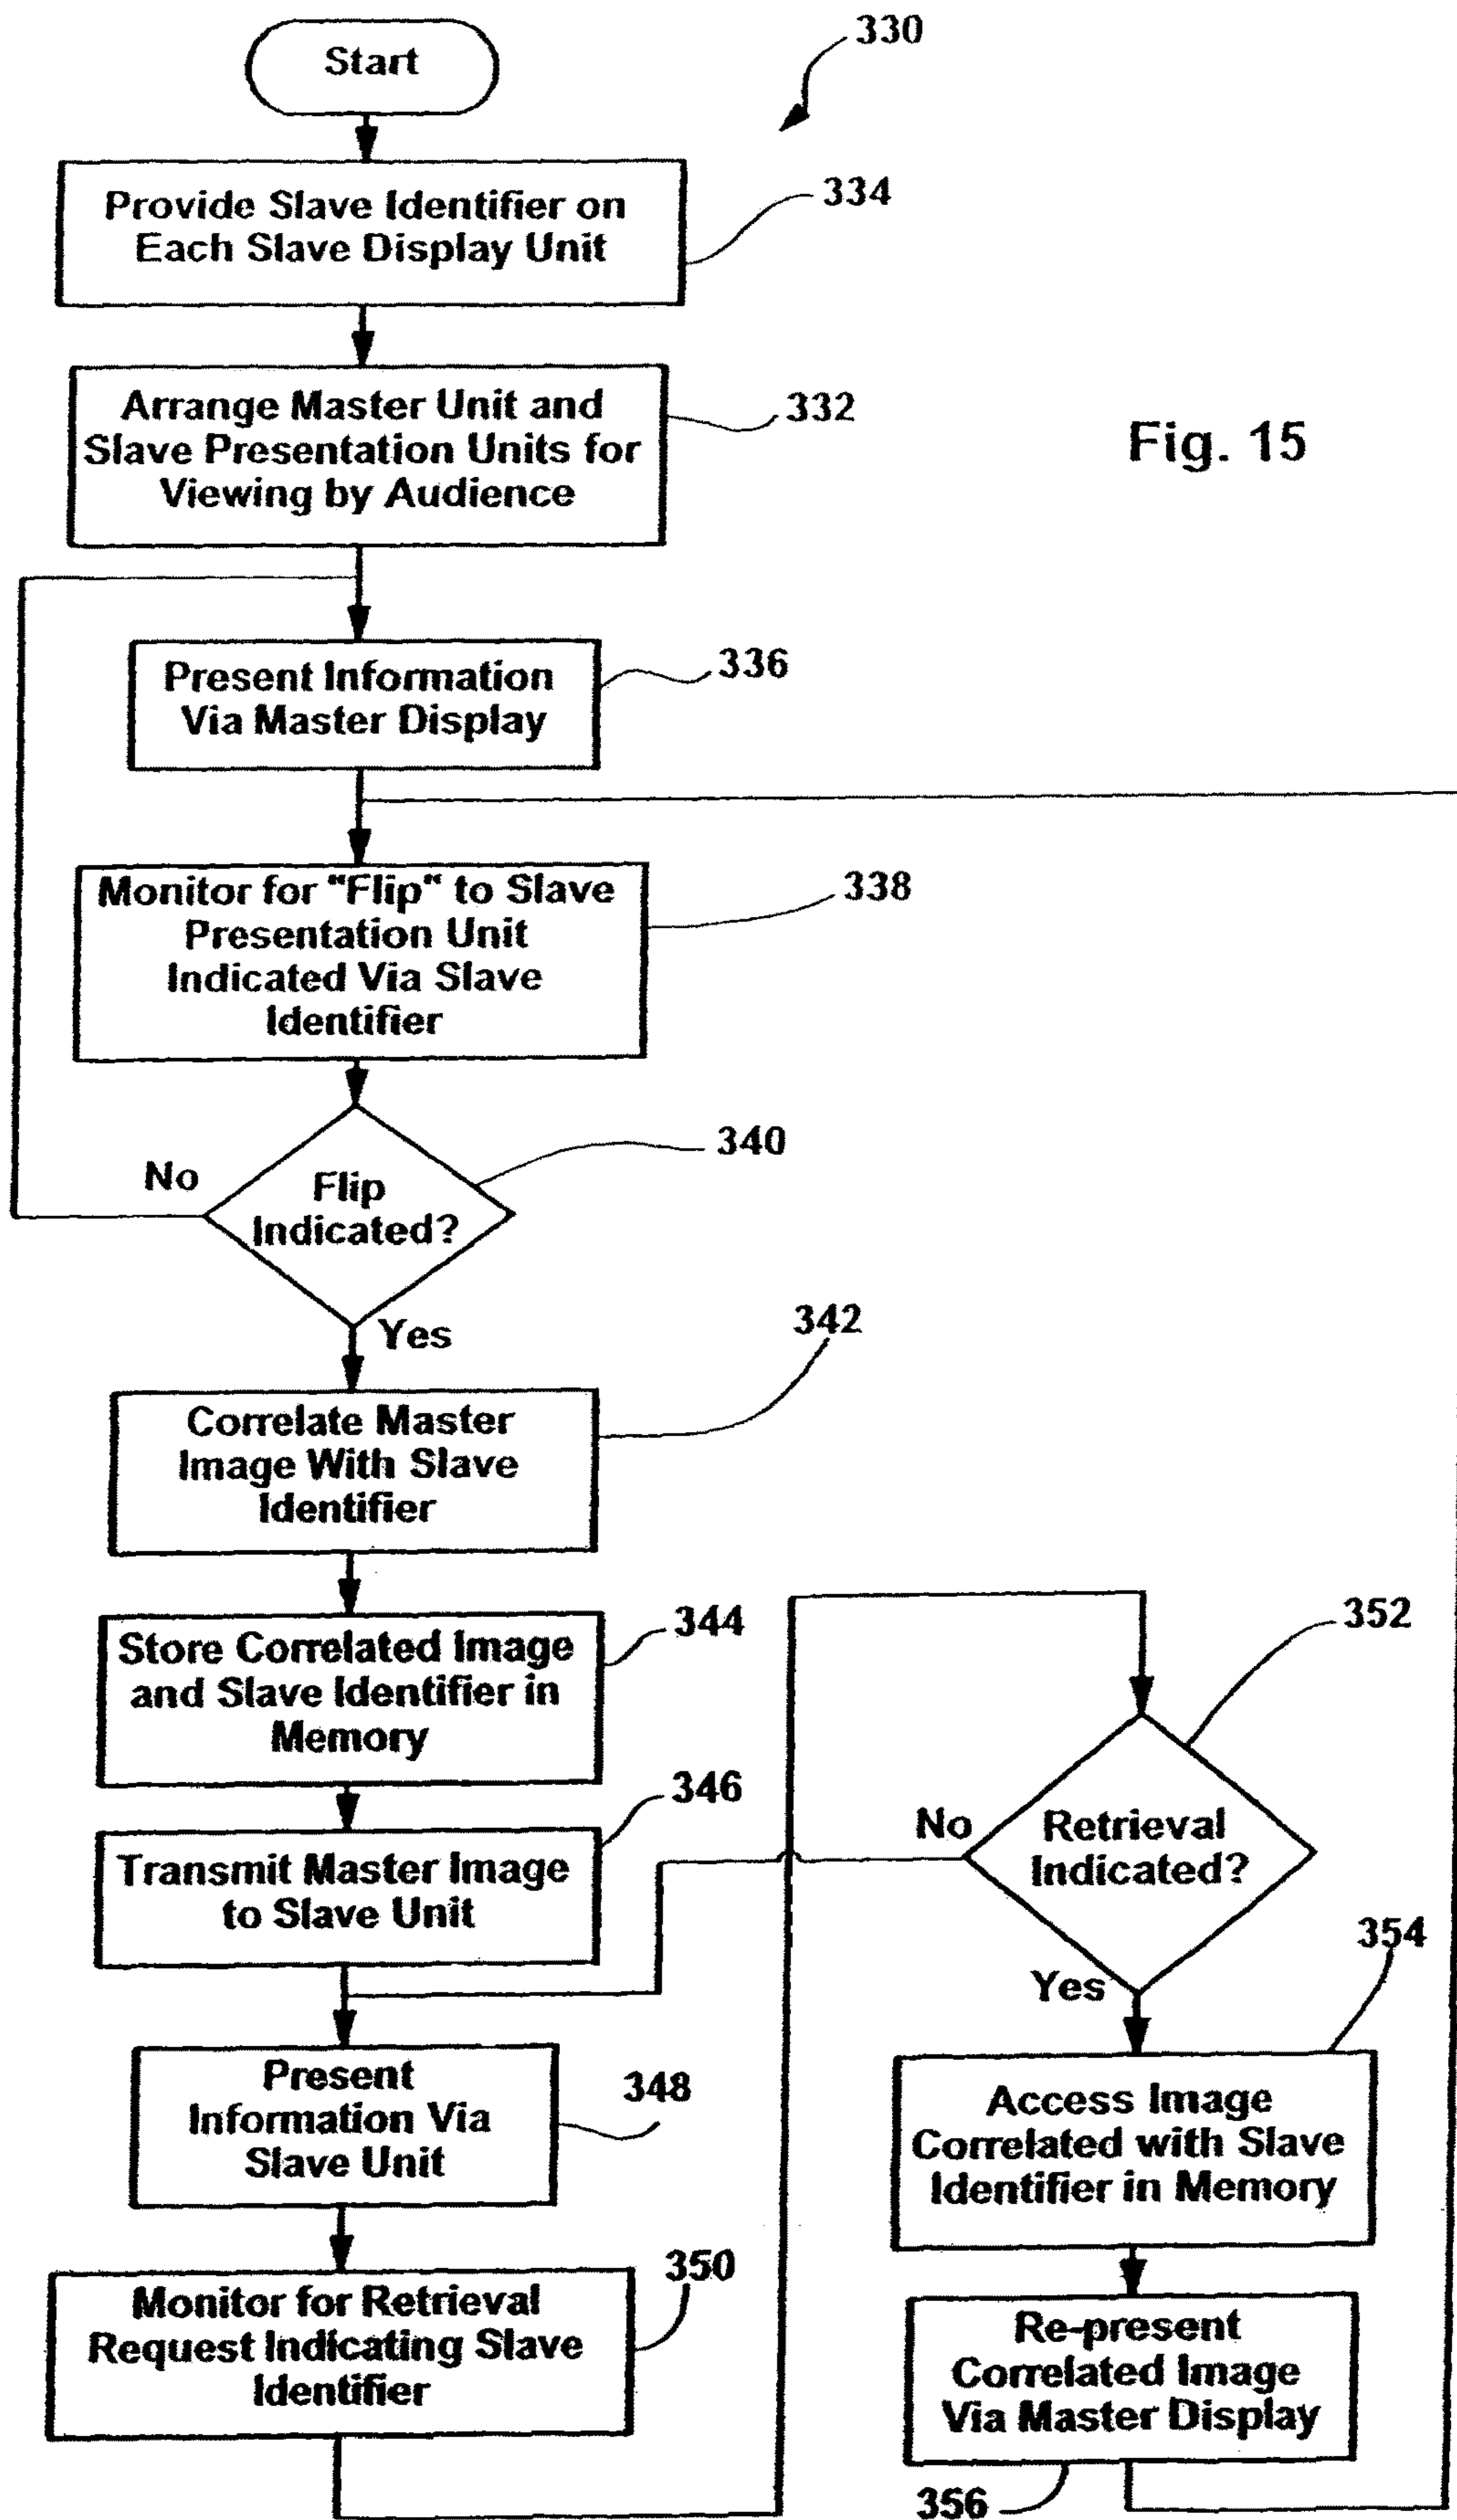 Start
330
Provide Slave Identifier on
Each Slave Display Unit
334
Arrange Master Unit and
Slave Presentation Units for
Viewing by Audience
332
Fig. 15
Present Information
Via Master Display
336
Monitor for "Flip" to Slave
Presentation Unit
Indicated Via Slave
Identifier
338
Flip
Indicated?
340
No
Yes
Correlate Master
Image With Slave
Identifier
342
Store Correlated Image
and Slave Identifier in
Memory
344
Transmit Master Image
to Slave Unit
346
Present
Information Via
Slave Unit
348
Monitor for Retrieval
Request Indicating Slave
Identifier
350
Retrieval
Indicated?
352
No
Yes
Access Image
Correlated with Slave
Identifier in Memory
354
Re-present
Correlated Image
Via Master Display
356